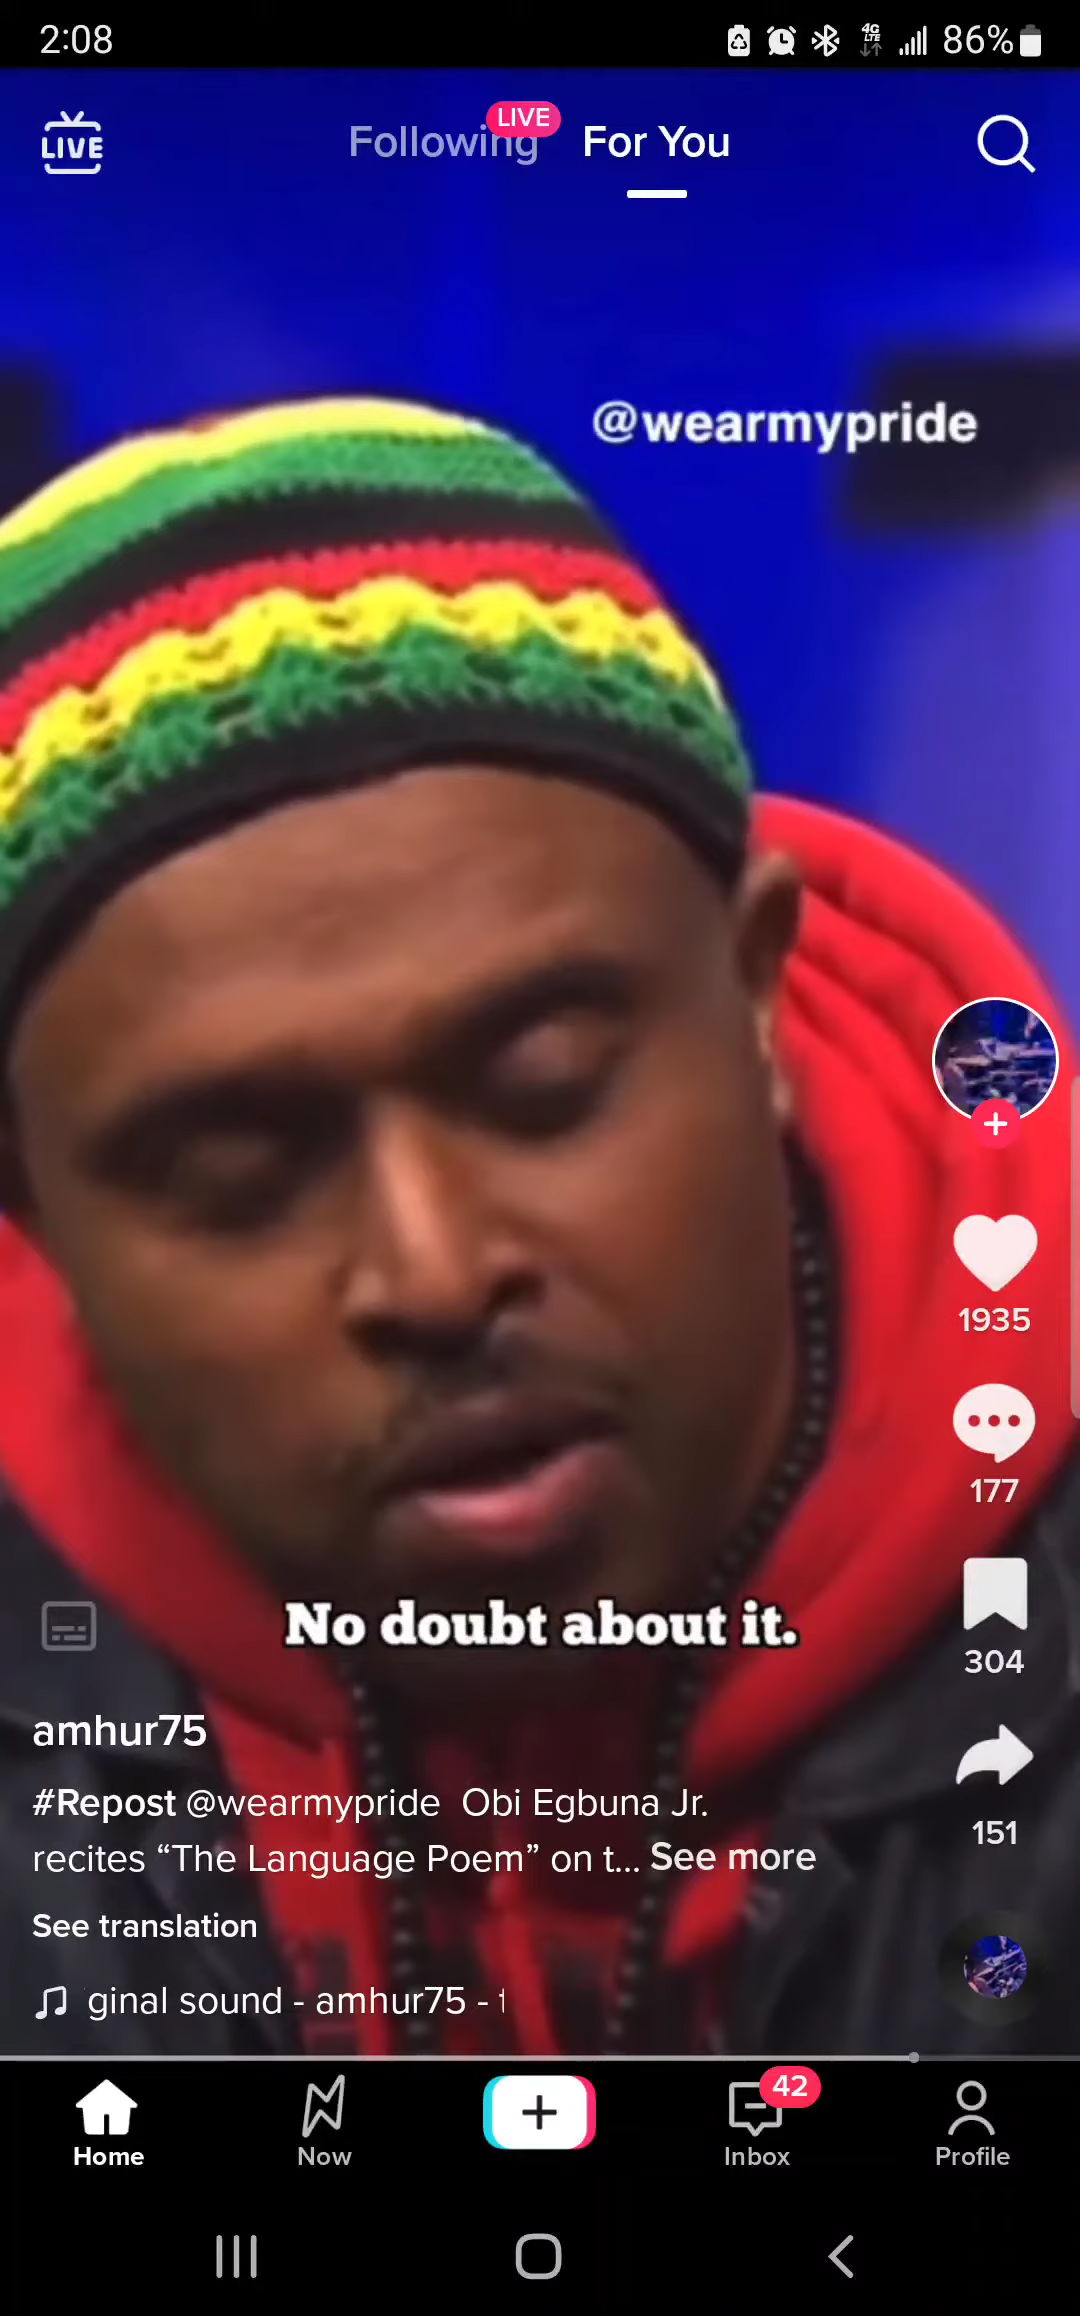 2:08
4G
LTE
86%
LIVE
Following
LIVE
For You
@wearmypride
1935
177
No doubt about it.
304
amhur75
#Repost @wearmypride Obi Egbuna Jr.
recites “The Language Poem” on t... See more
151
See translation
ginal sound - amhur75 - t
Home
Now
42
Inbox
Profile